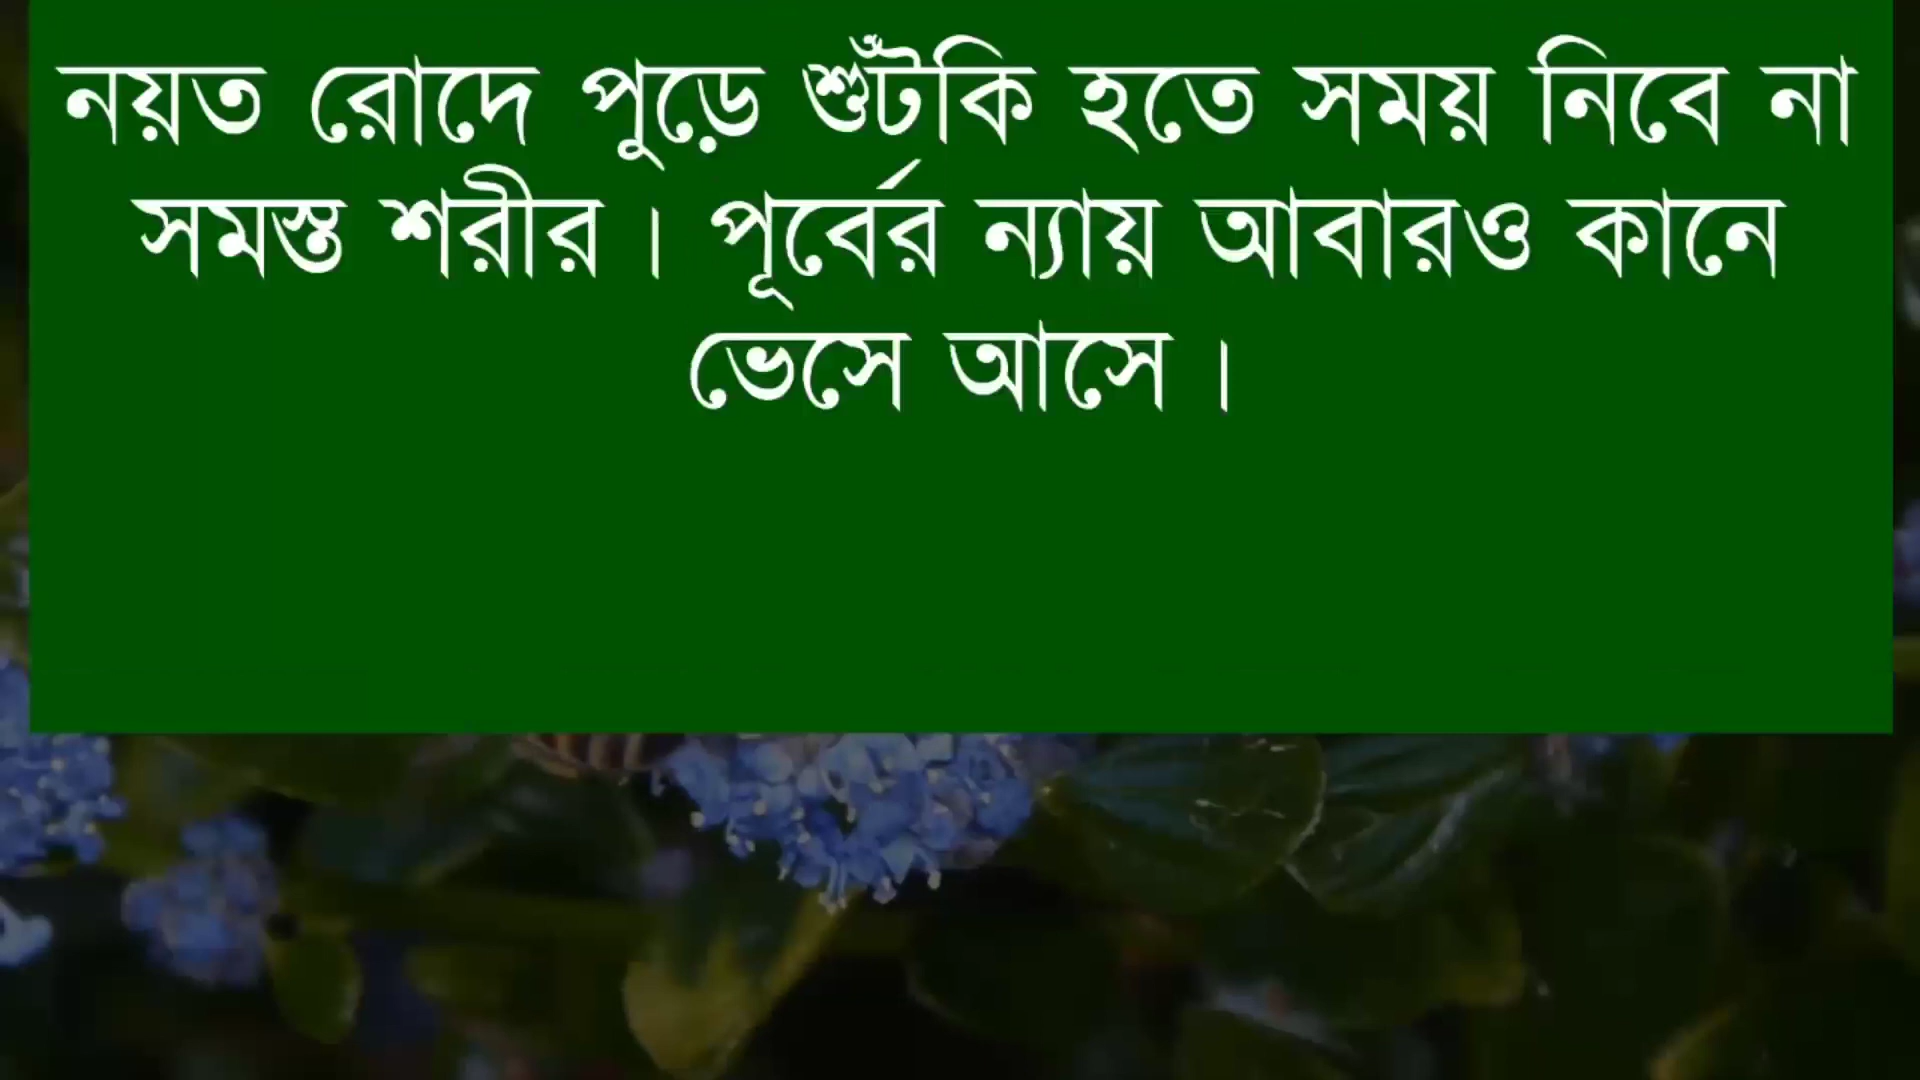 নয়ত রোদে পুড়ে শুঁটকি হতে সময় নিবে না
সমস্ত শরীর। পূর্বের ন্যায় আবারও কানে
ভেসে আসে।